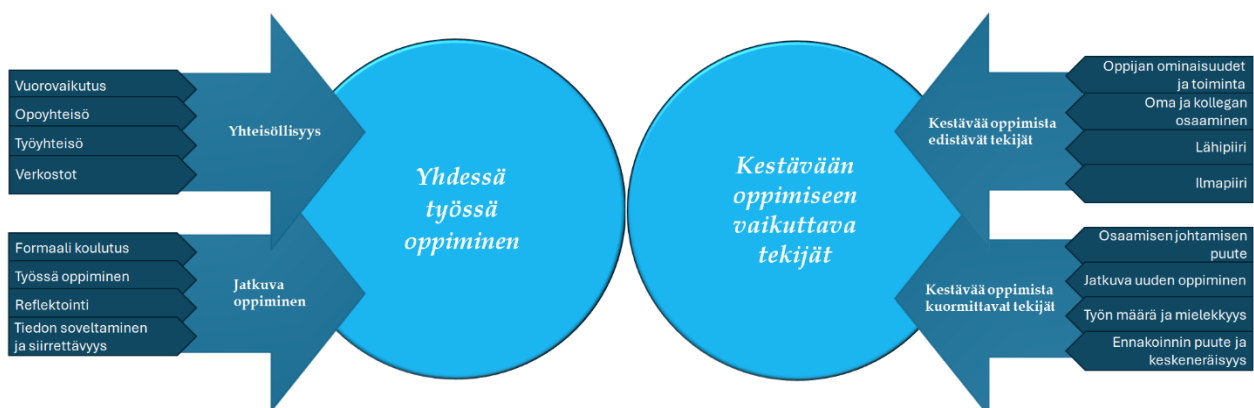 Vuorovaikutus
Opoyhteisö
Työyhteisö
Verkostot
Yhteisöllisyys
Formaali koulutus
Työssä oppiminen
Reflektointi
Tiedon soveltaminen
ja siirrettävyys
Jatkuva
oppiminen
Yhdessä
työssä
oppiminen
Kestävään
oppimiseen
vaikuttava
tekijät
Kestävää oppimista
edistävät tekijät
Oppijan ominaisuudet
ja toiminta
Oma ja kollegan
osaaminen
Lähipiiri
Ilmapiiri
Kestävää oppimista
kuormittavat tekijät
Osaamisen johtamisen
puute
Jatkuva uuden oppiminen
Työn määrä ja mielekkyys
Ennakoinnin puute ja
keskeneräisyys